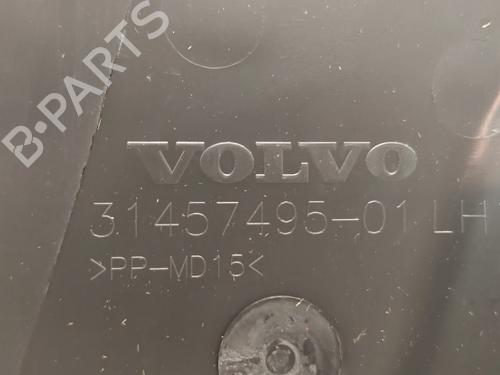 B-PARTS
VOLVO
31457495-01 LH
>PP-MD15<